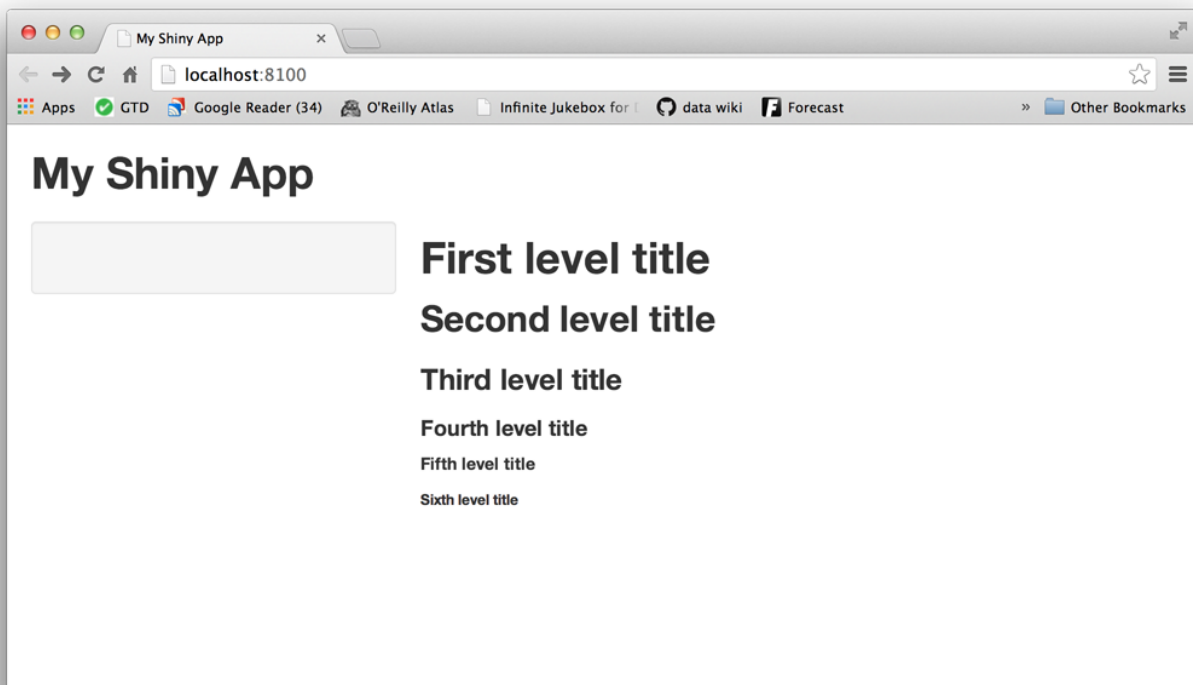 My Shiny App
localhost:8100
Apps GTD Google Reader (34) O'Reilly Atlas Infinite Jukebox for data wiki Forecast » Other Bookmarks
My Shiny App
First level title
Second level title
Third level title
Fourth level title
Fifth level title
Sixth level title